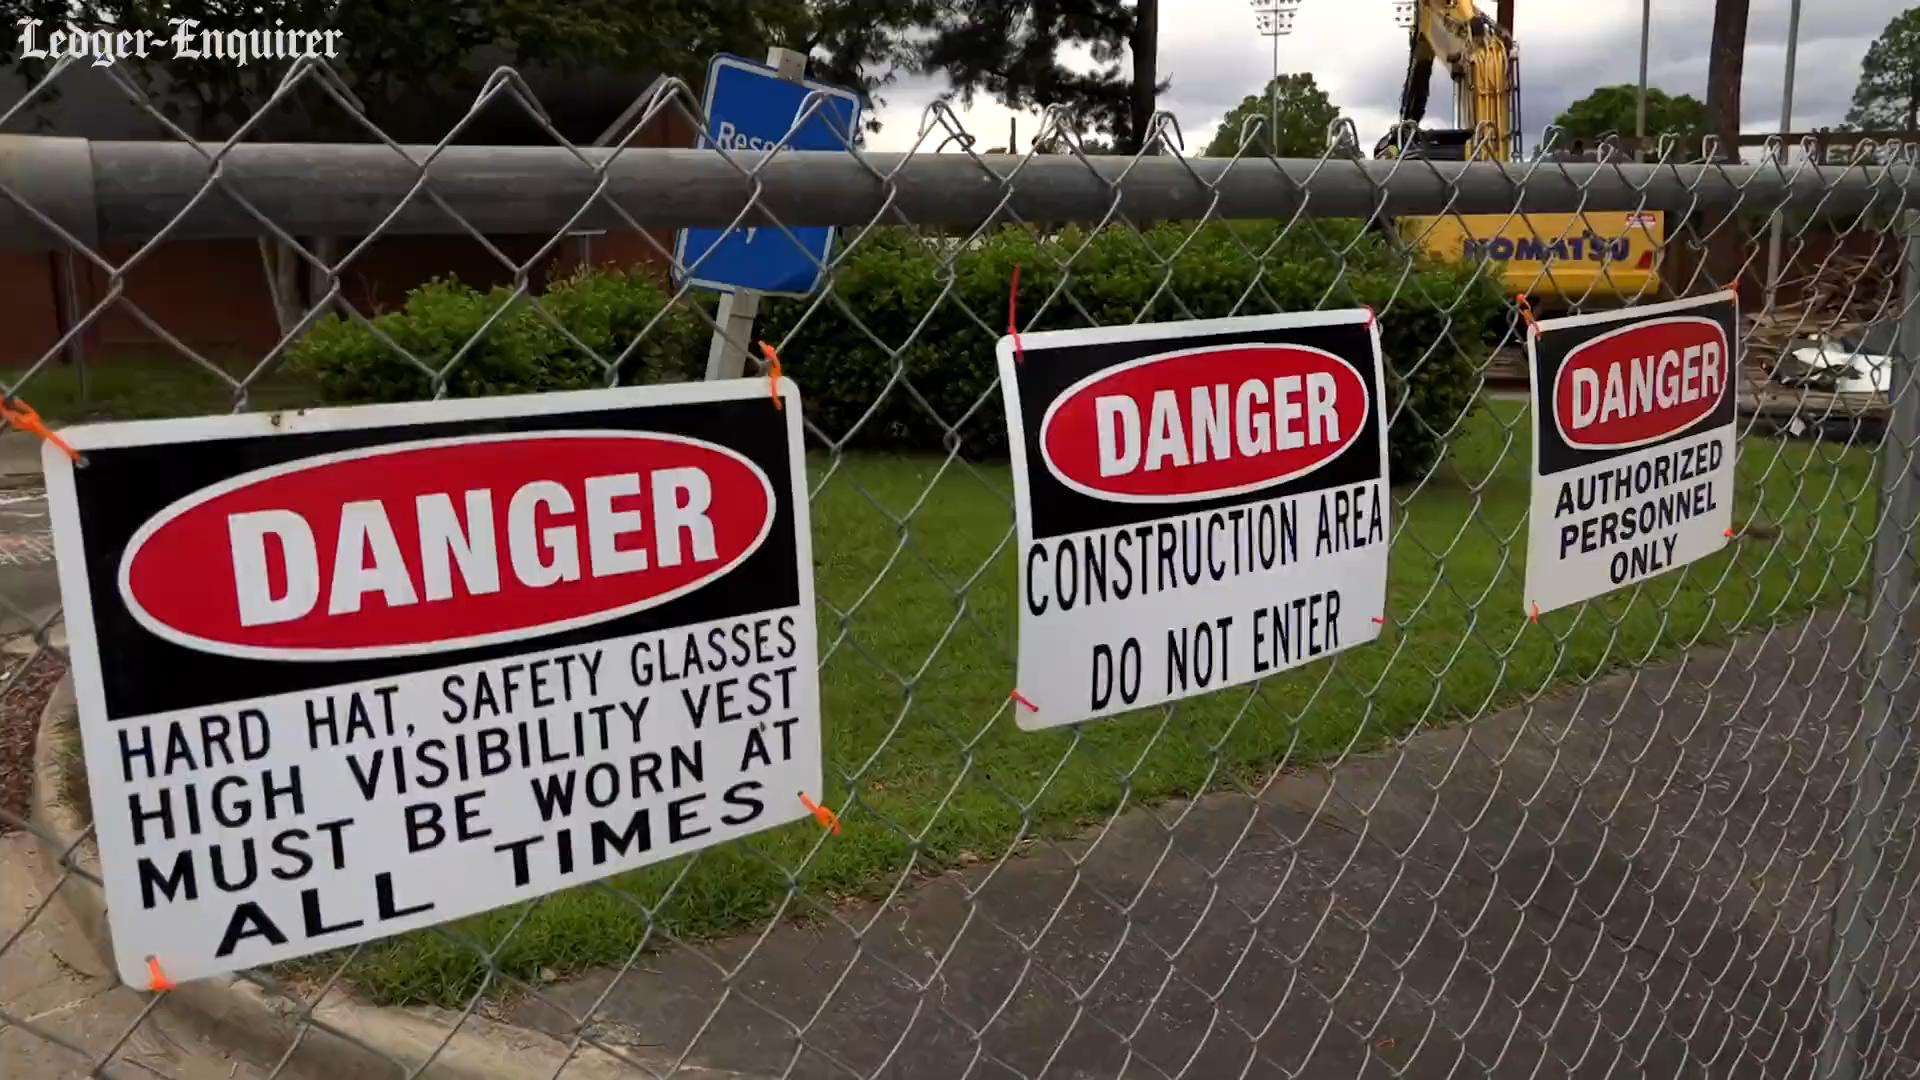 Ledger-Enquirer
KOMATSU
DANGER
HARD HAT, SAFETY GLASSES
HIGH VISIBILITY VEST
MUST BE WORN AT
ALL TIMES
DANGER
CONSTRUCTION AREA
DO NOT ENTER
DANGER
AUTHORIZED
PERSONNEL
ONLY